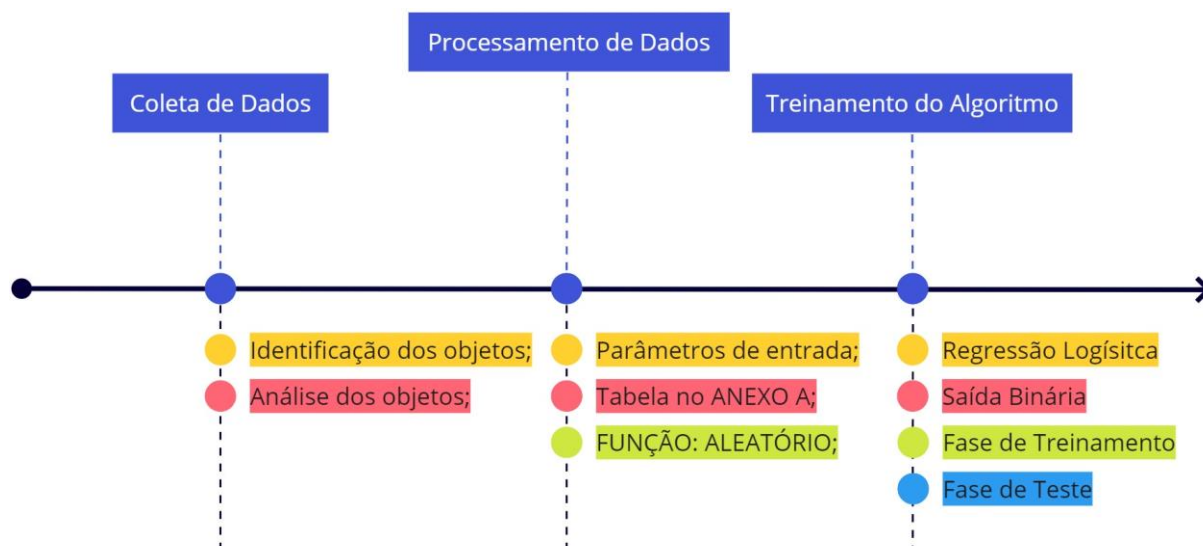 Processamento de Dados
Coleta de Dados
Treinamento do Algoritmo
Identificação dos objetos;
Análise dos objetos;
Parâmetros de entrada;
Tabela no ANEXO A;
FUNÇÃO: ALEATÓRIO;
Regressão Logísitca
Saída Binária
Fase de Treinamento
Fase de Teste